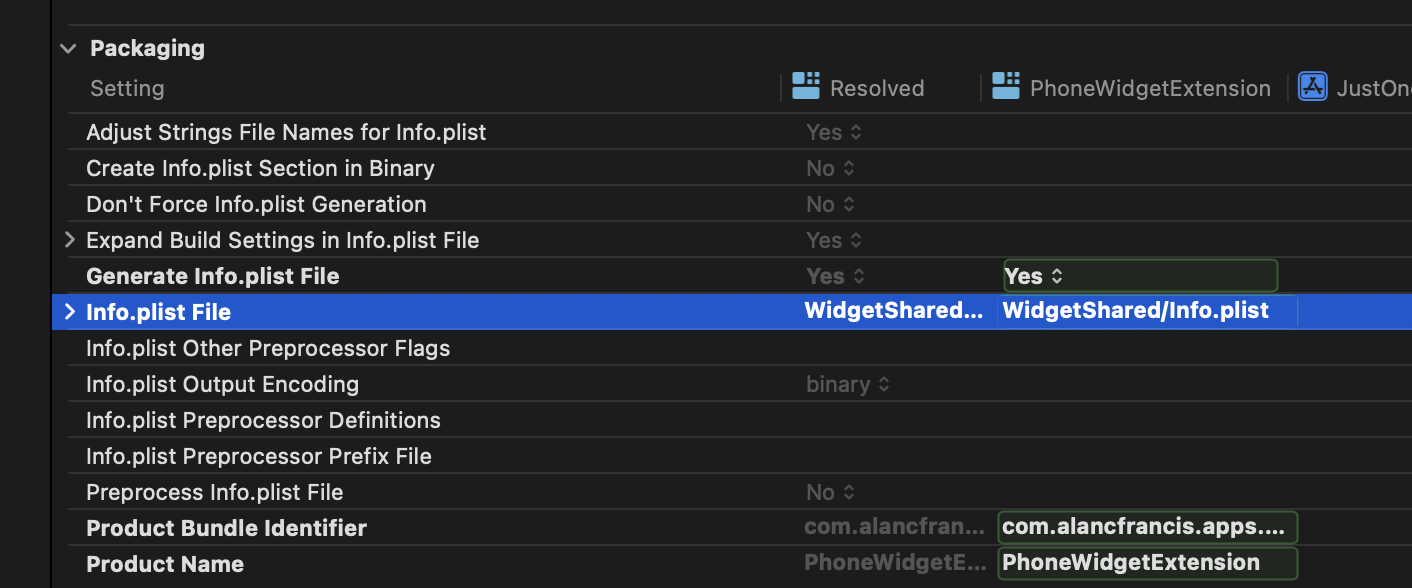 Packaging
Setting Resolved PhoneWidgetExtension JustOn
Adjust Strings File Names for Info.plist Yes
Create Info.plist Section in Binary No
Don't Force Info.plist Generation No
Expand Build Settings in Info.plist File Yes
Generate Info.plist File Yes Yes
Info.plist File WidgetShared... WidgetShared/Info.plist
Info.plist Other Preprocessor Flags
Info.plist Output Encoding binary
Info.plist Preprocessor Definitions
Info.plist Preprocessor Prefix File
Preprocess Info.plist File No
Product Bundle Identifier com.alancfran... com.alancfrancis.apps....
Product Name PhoneWidgetE... PhoneWidgetExtension